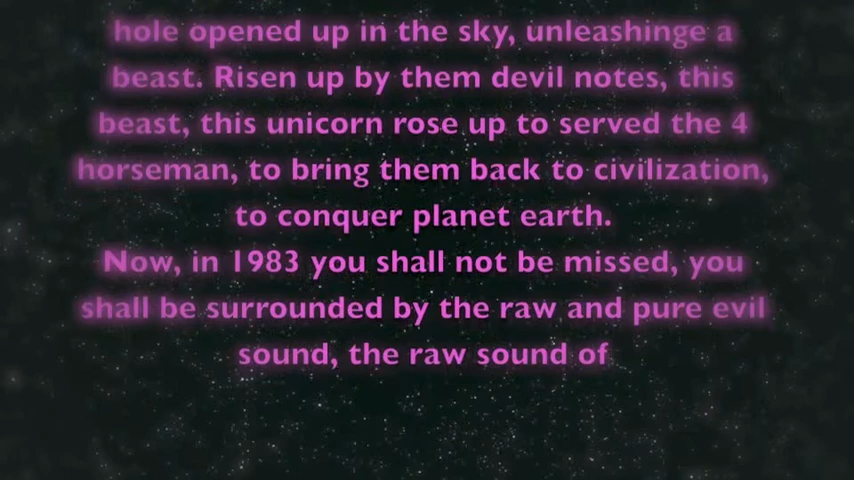 hole opened up in the sky, unleashinge a
beast. Risen up by them devil notes, this
beast, this unicorn rose up to served the 4
horseman, to bring them back to civilization,
to conquer planet earth.
Now, in 1983 you shall not be missed, you
shall be surrounded by the raw and pure evil
sound, the raw sound of